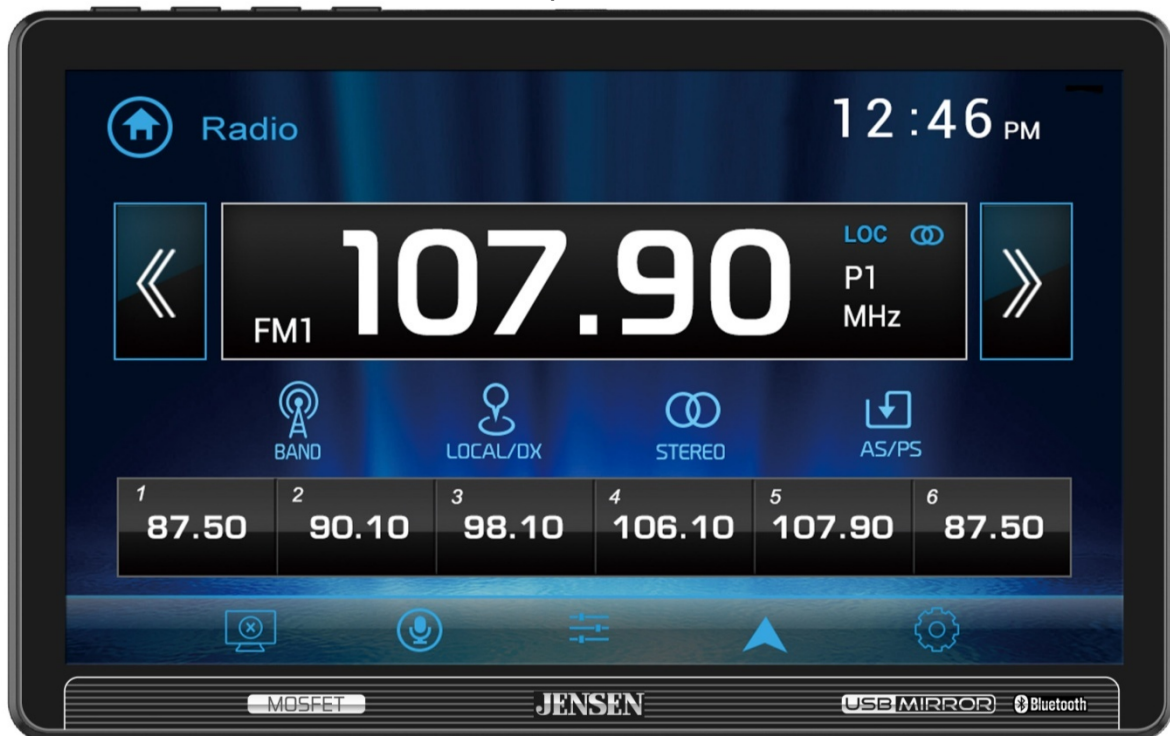 Radio
12:46 PM
FM1 107.90
LOC
P1
MHz
BAND
LOCAL/DX
STEREO
AS/PS
1 87.50
2 90.10
3 98.10
4 106.10
5 107.90
6 87.50
MOSFET
JENSEN
USB MIRROR
Bluetooth